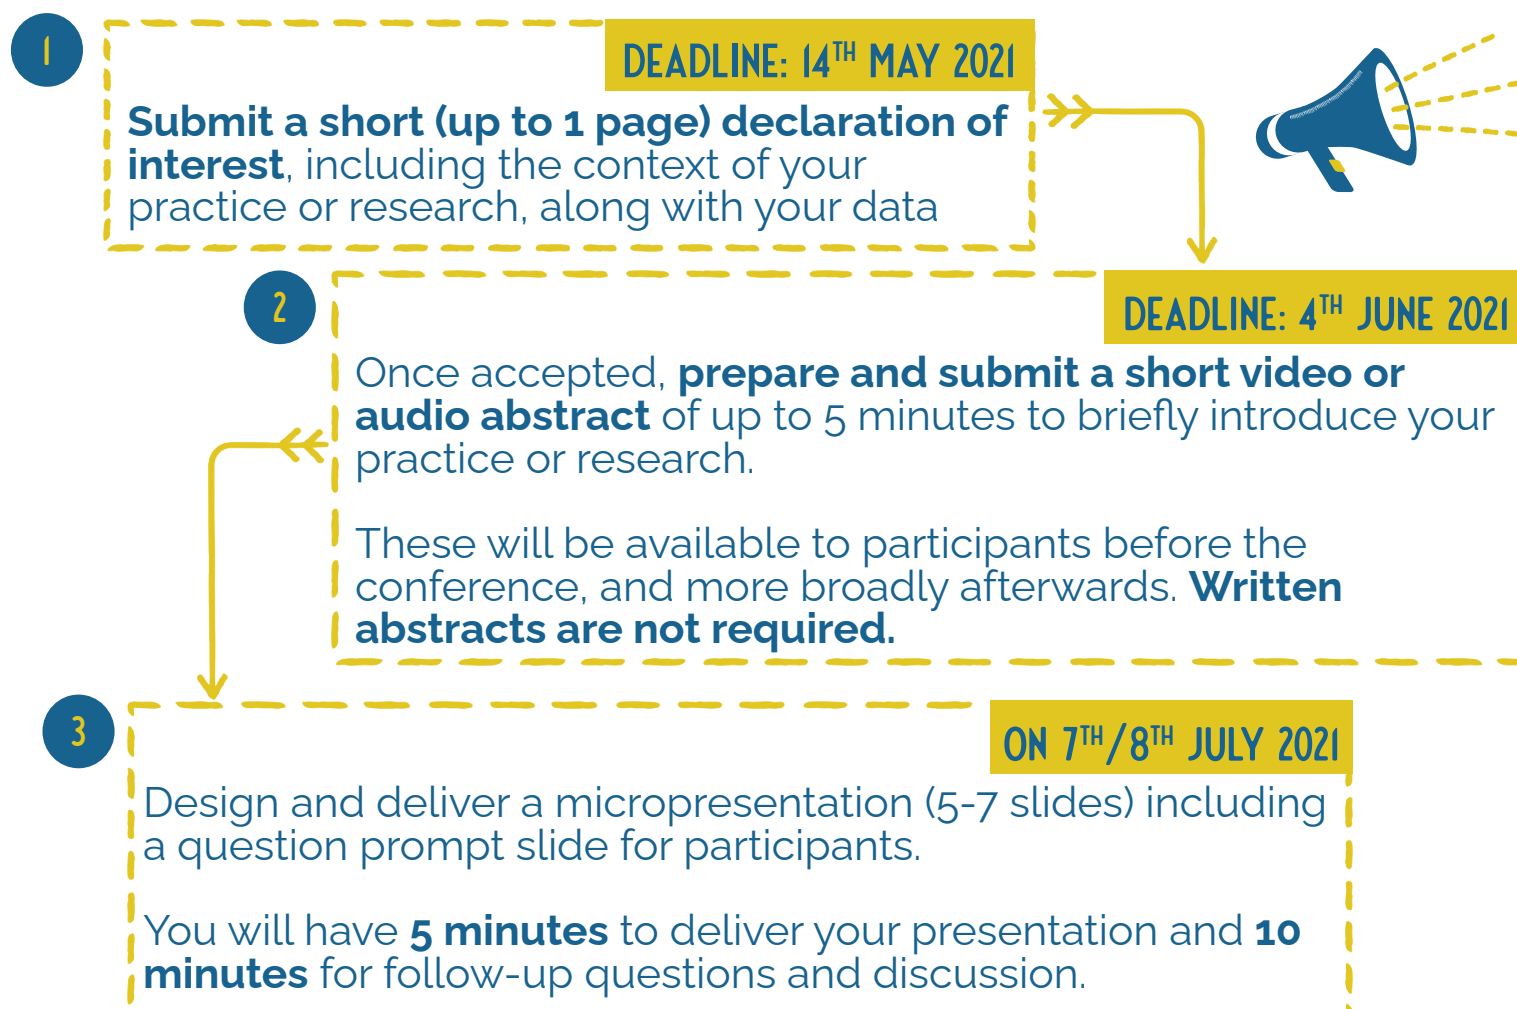 1
DEADLINE: 14TH MAY 2021
Submit a short (up to 1 page) declaration of
interest, including the context of your
practice or research, along with your data
2
DEADLINE: 4TH JUNE 2021
Once accepted, prepare and submit a short video or
audio abstract of up to 5 minutes to briefly introduce your
practice or research.
These will be available to participants before the
conference, and more broadly afterwards. Written
abstracts are not required.
3
ON 7TH/8TH JULY 2021
Design and deliver a micropresentation (5-7 slides) including
a question prompt slide for participants.
You will have 5 minutes to deliver your presentation and 10
minutes for follow-up questions and discussion.